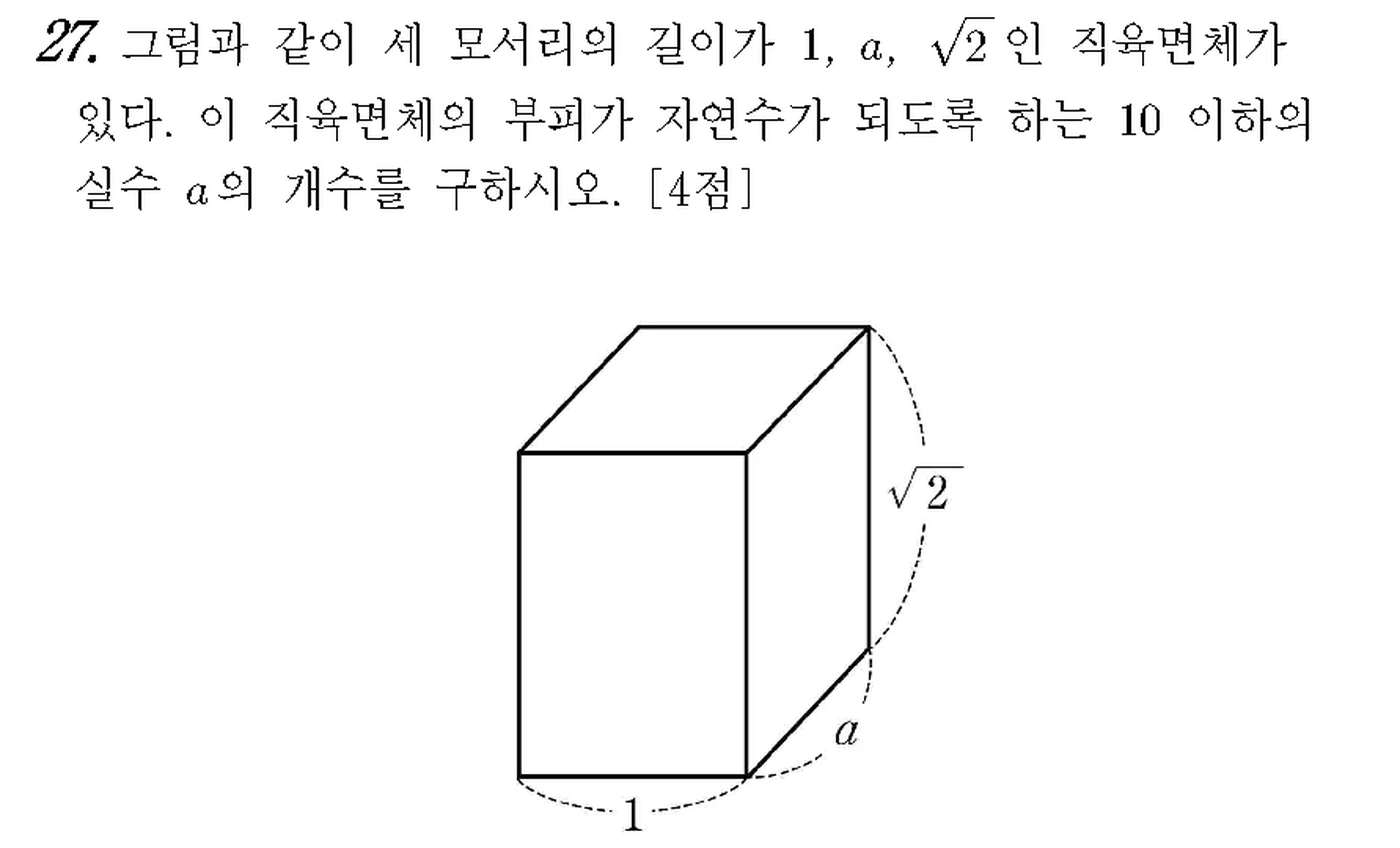 27. 그림과 같이 세 모서리의 길이가 1, a, √2 인 직육면체가
있다. 이 직육면체의 부피가 자연수가 되도록 하는 10 이하의
실수 a의 개수를 구하시오. [4점]
√2
a
1